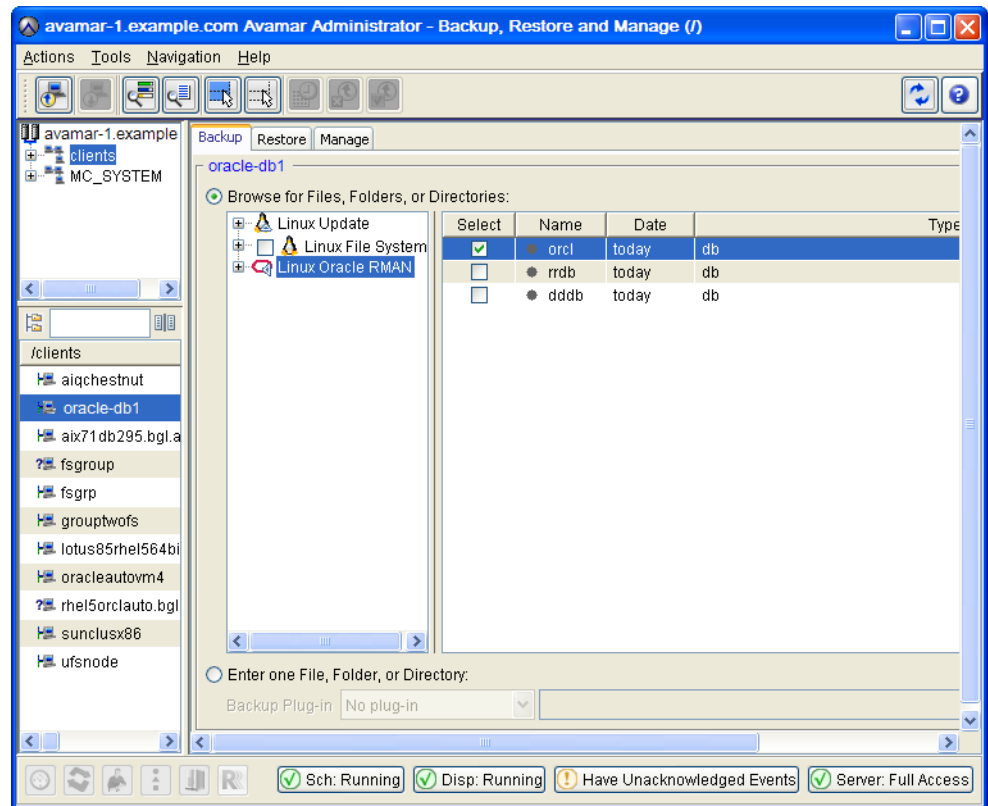 avamar-1.example.com Avamar Administrator - Backup, Restore and Manage (/)
Actions Tools Navigation Help
avamar-1.example
clients
MC_SYSTEM
/clients
aiqchestnut
oracle-db1
aix71db295.bgl.a
fsgroup
fsgrp
grouptwofs
lotus85rhel564bi
oracleautovm4
rhel5orclauto.bgl
sunclusx86
ufsnode
Backup Restore Manage
oracle-db1
Browse for Files, Folders, or Directories:
Linux Update
Linux File System
Linux Oracle RMAN
Select Name Date Type
orcl today db
rrdb today db
dddb today db
Enter one File, Folder, or Directory:
Backup Plug-in No plug-in
Sch: Running Disp: Running Have Unacknowledged Events Server: Full Access